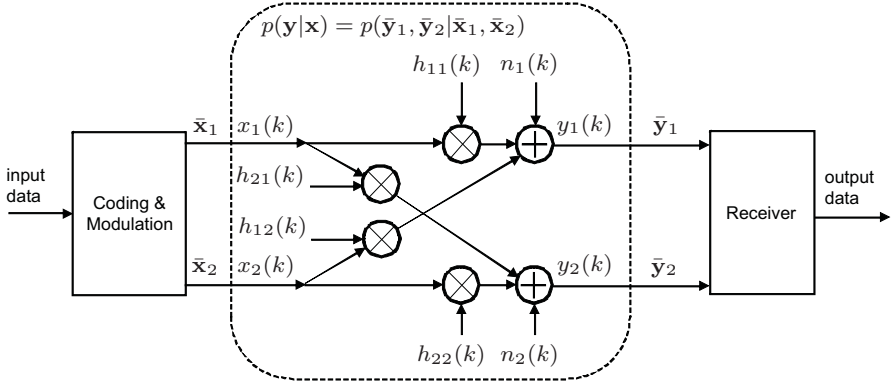 p(𝐲|𝐱) = p(𝐲̄₁, 𝐲̄₂|𝐱̄₁, 𝐱̄₂)
h₁₁(k) n₁(k)
𝐱̄₁ x₁(k) y₁(k) 𝐲̄₁
input
data
h₂₁(k)
Coding &
Modulation
Receiver
output
data
h₁₂(k)
𝐱̄₂ x₂(k) y₂(k) 𝐲̄₂
h₂₂(k) n₂(k)